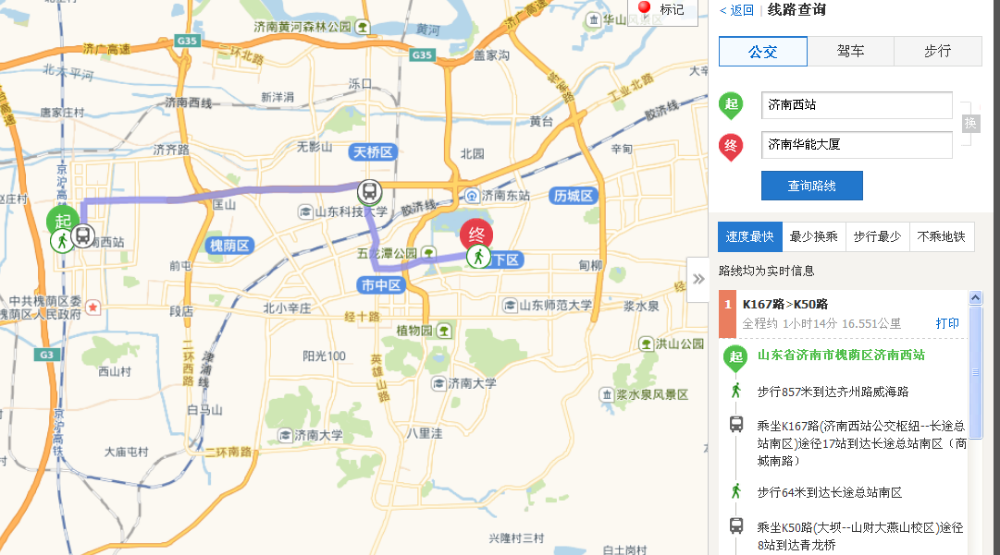 标记
济南黄河森林公园
黄河
华山风景区
济广高速
济广高速
G35
二环北路
G35
盖家沟
北太平河
泺口
将军路
工业北路
济南西线
新洋涓
唐家庄村
胶济线
黄台
无影山
济齐路
天桥区
北园
辛甸
京沪高铁
赵庄村
匡山
山东科技大学
胶济线
济南东站
历城区
起
终
南西站
槐荫区
五龙潭公园
下区
前屯
市中区
甸柳
中共槐荫区委
槐荫区人民政府
段店
北小辛庄
经十路
山东师范大学
浆水泉
植物园
洪山公园
G3
二环西路
津浦线
阳光100
英雄山路
西山村
济南大学
浆水泉风景区
白马山
京沪高铁
八里洼
济南大学
大庙屯村
二环南路
兴隆村三村
白土岗村
< 返回 | 线路查询
公交 驾车 步行
起 济南西站
换
终 济南华能大厦
查询路线
速度最快 最少换乘 步行最少 不乘地铁
路线均为实时信息
1 K167路>K50路
全程约 1小时14分 16.551公里 打印
起 山东省济南市槐荫区济南西站
步行857米到达齐州路威海路
乘坐K167路(济南西站公交枢纽--长途总
站南区)途径17站到达长途总站南区（商
城南路）
步行64米到达长途总站南区
乘坐K50路(大坝--山财大燕山校区)途径
8站到达青龙桥